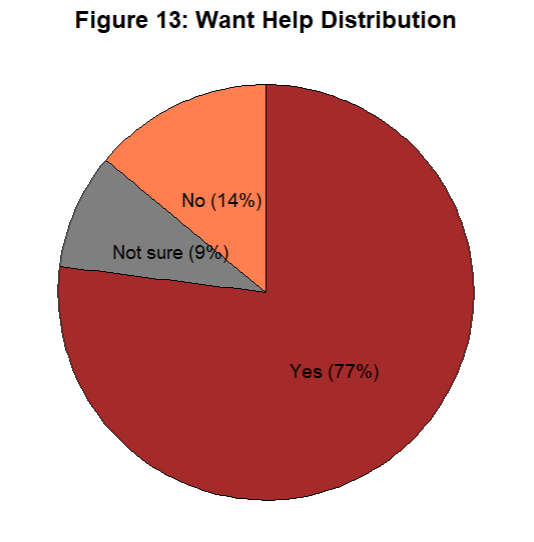 Figure 13: Want Help Distribution
No (14%)
Not sure (9%)
Yes (77%)